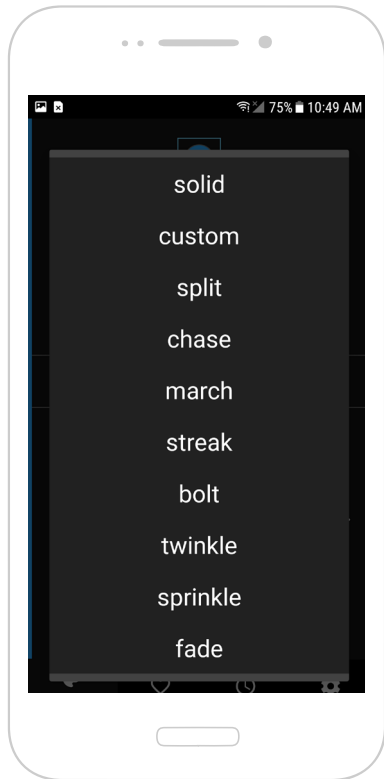 75% 10:49 AM
solid
custom
split
chase
march
streak
bolt
twinkle
sprinkle
fade